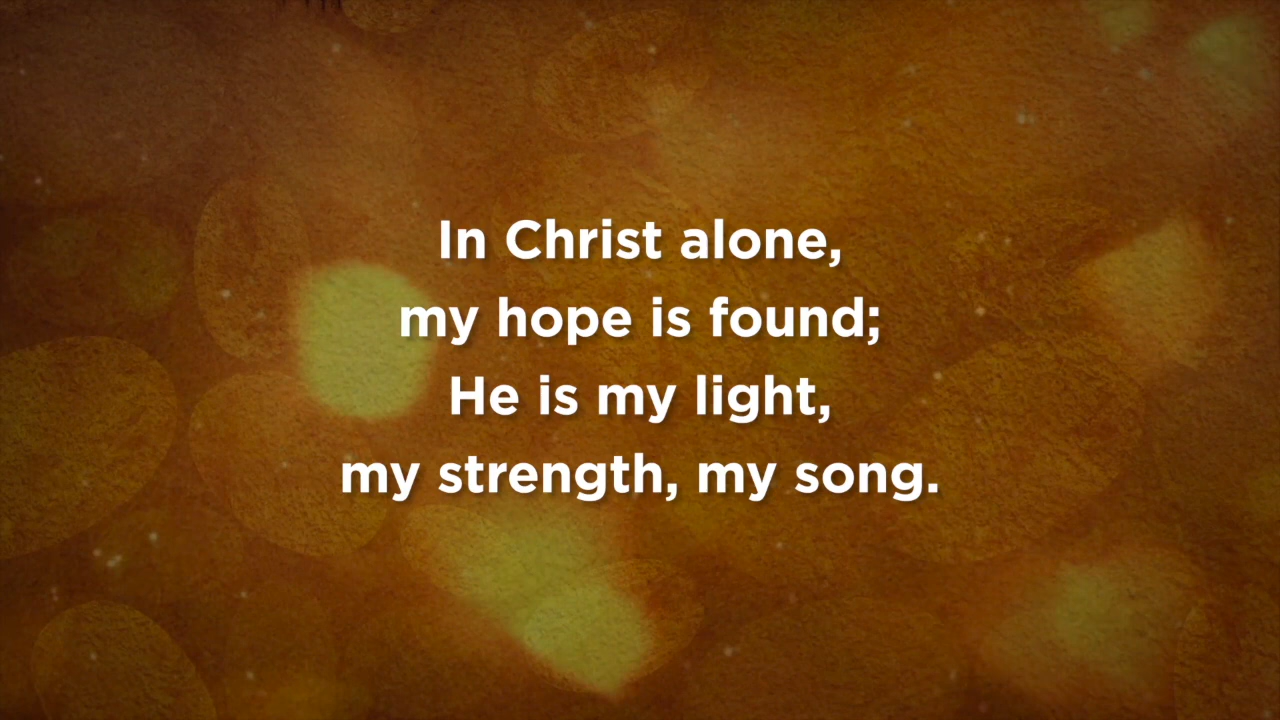 In Christ alone,
my hope is found;
He is my light,
my strength, my song.